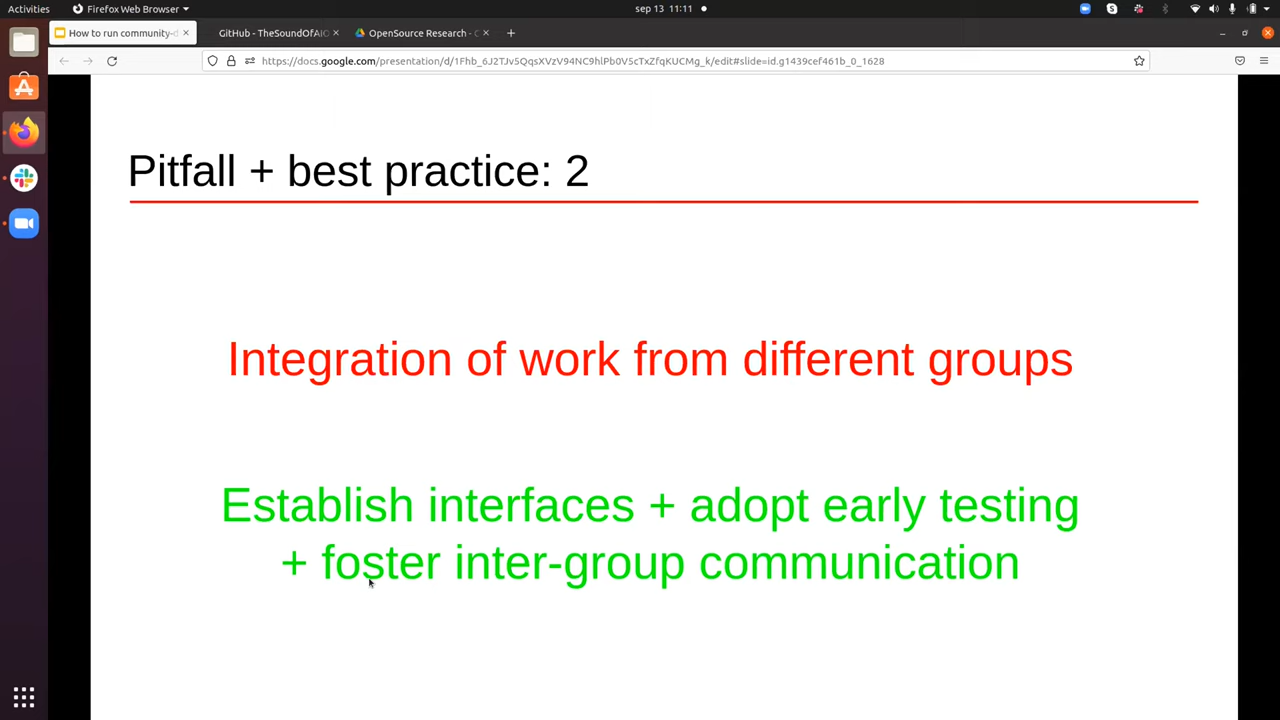 Activities
Firefox Web Browser
sep 13 11:11
How to run community-d
GitHub - TheSoundOfAIO
OpenSource Research - C
https://docs.google.com/presentation/d/1Fhb_6J2TJv5QqsXVzV94NC9hlPb0V5cTxZfqKUCMg_k/edit#slide=id.g1439cef461b_0_1628
Pitfall + best practice: 2
Integration of work from different groups
Establish interfaces + adopt early testing
+ foster inter-group communication